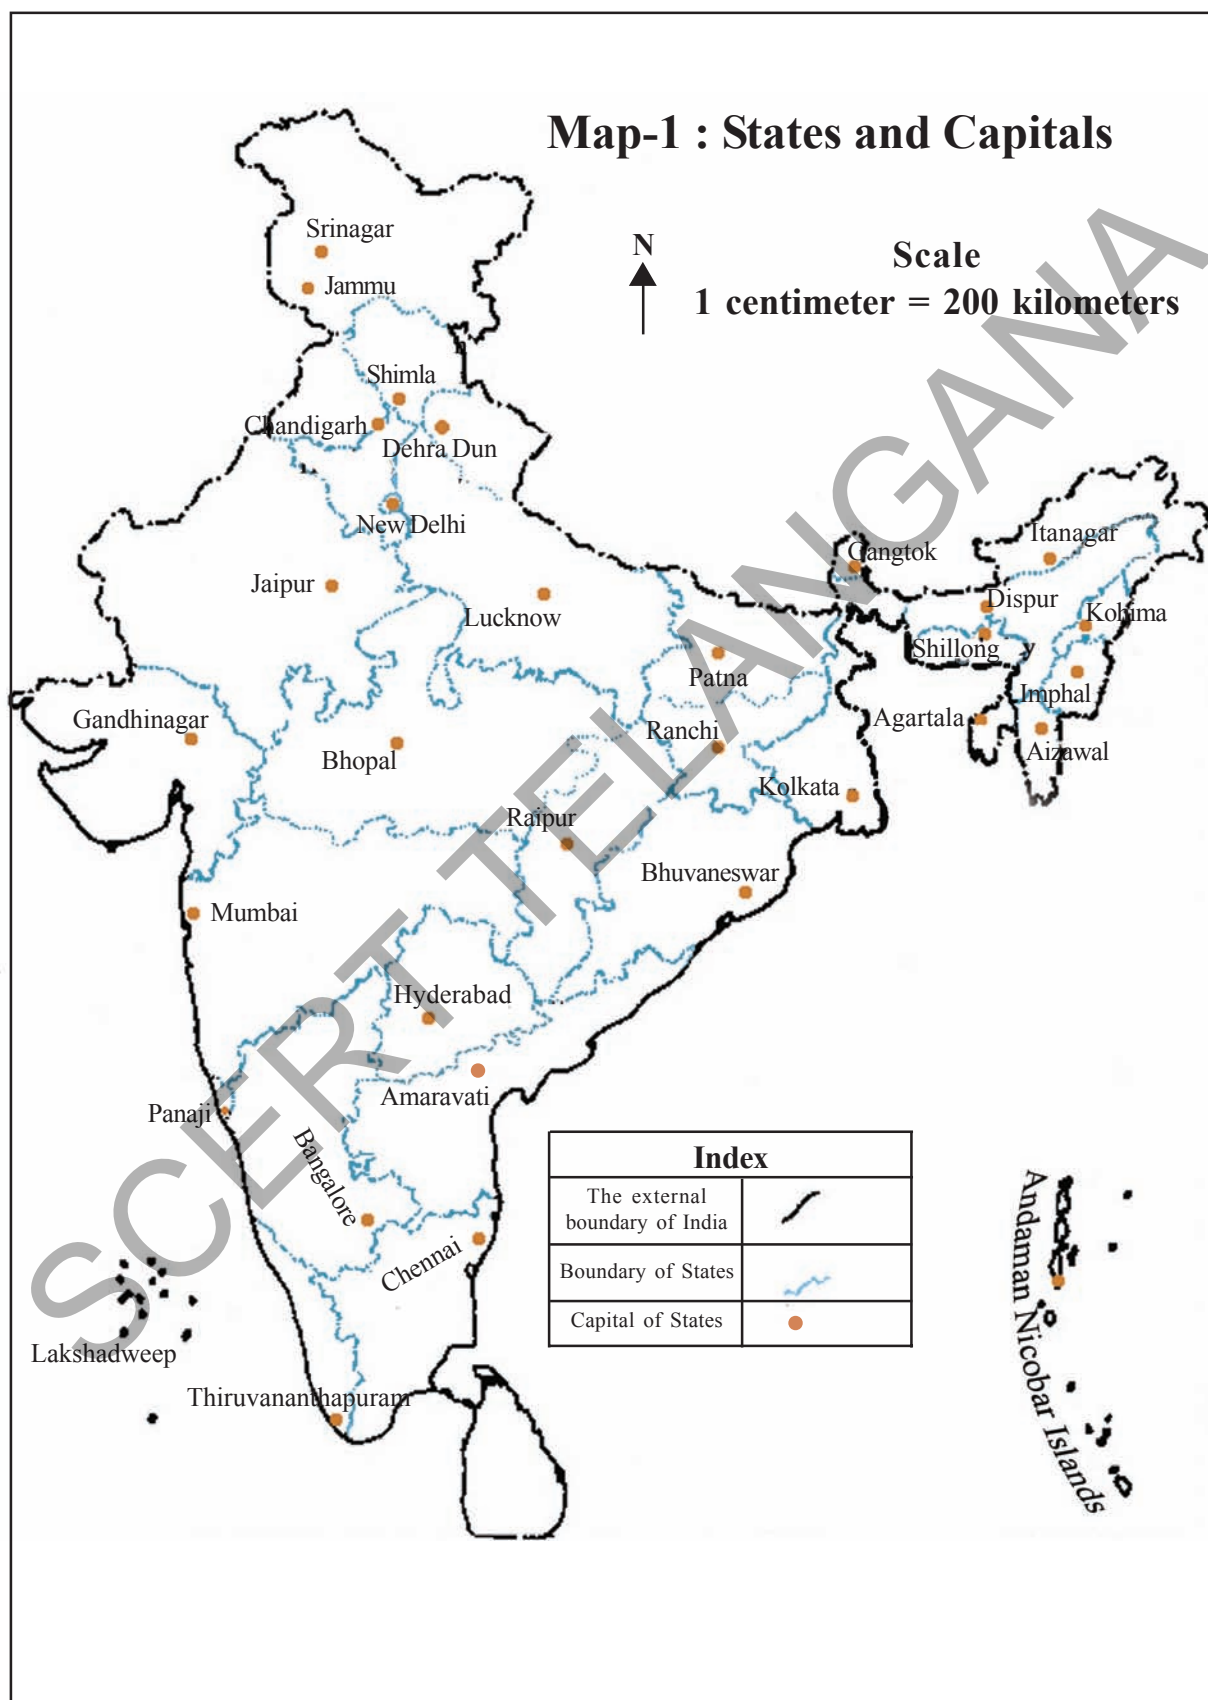 Map-1 : States and Capitals
N
Scale
1 centimeter = 200 kilometers
Srinagar
Jammu
n
Shimla
Chandigarh
Dehra Dun
New Delhi
Jaipur
Lucknow
Gangtok
Itanagar
Dispur
Kohima
Shillong
y
Patna
Imphal
Gandhinagar
Agartala
Ranchi
Bhopal
Aizawal
Kolkata
Raipur
Bhuvaneswar
Mumbai
Hyderabad
Amaravati
Panaji
Bangalore
Chennai
Lakshadweep
Thiruvananthapuram
Andaman Nicobar Islands
Index
The external
boundary of India
Boundary of States
Capital of States
SCERT TELANGANA